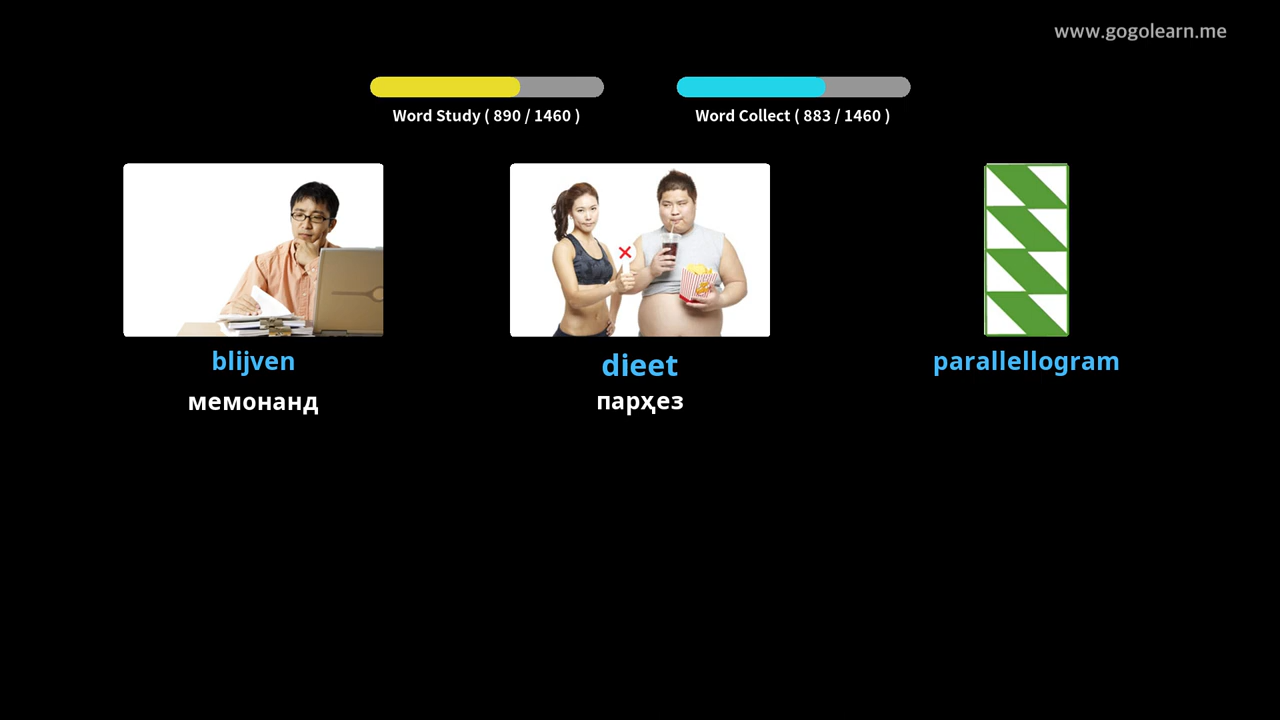 www.gogolearn.me
Word Study ( 890 / 1460 )
Word Collect ( 883 / 1460 )
blijven
dieet
parallellogram
мемонанд
парҳез